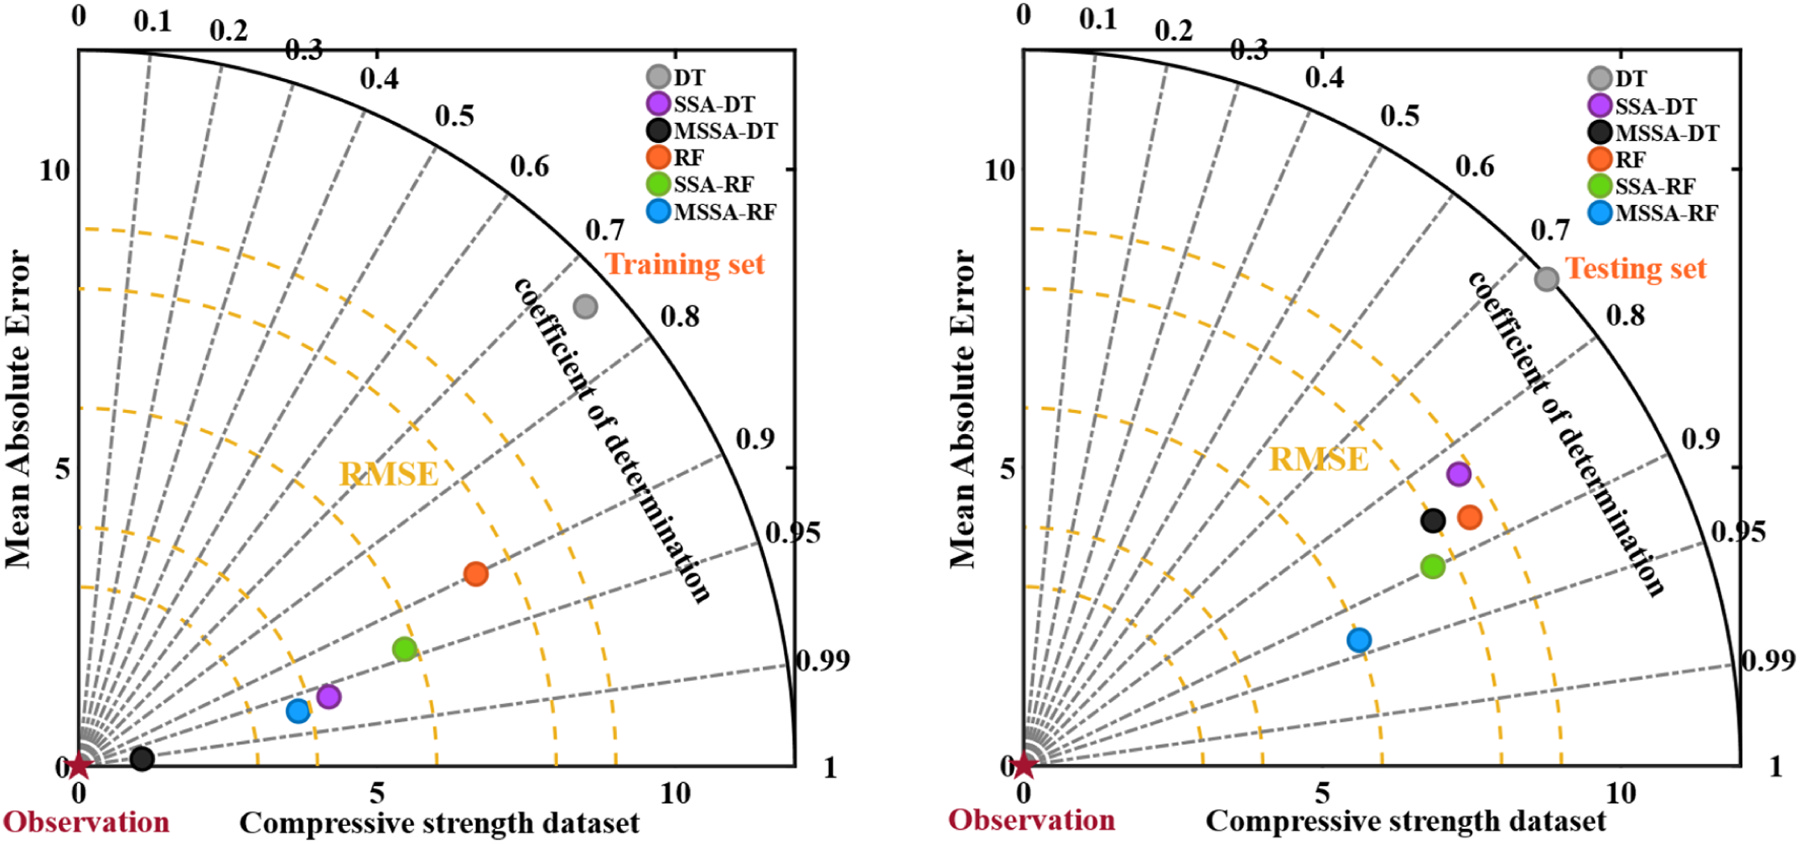 0
0.1
0.2
0.3
0.4
0.5
0.6
0.7
0.8
0.9
0.95
0.99
1
DT
SSA-DT
MSSA-DT
RF
SSA-RF
MSSA-RF
Training set
coefficient of determination
RMSE
Mean Absolute Error
10
5
0
0
5
10
Observation
Compressive strength dataset
0
0.1
0.2
0.3
0.4
0.5
0.6
0.7
0.8
0.9
0.95
0.99
1
DT
SSA-DT
MSSA-DT
RF
SSA-RF
MSSA-RF
Testing set
coefficient of determination
RMSE
Mean Absolute Error
10
5
0
0
5
10
Observation
Compressive strength dataset